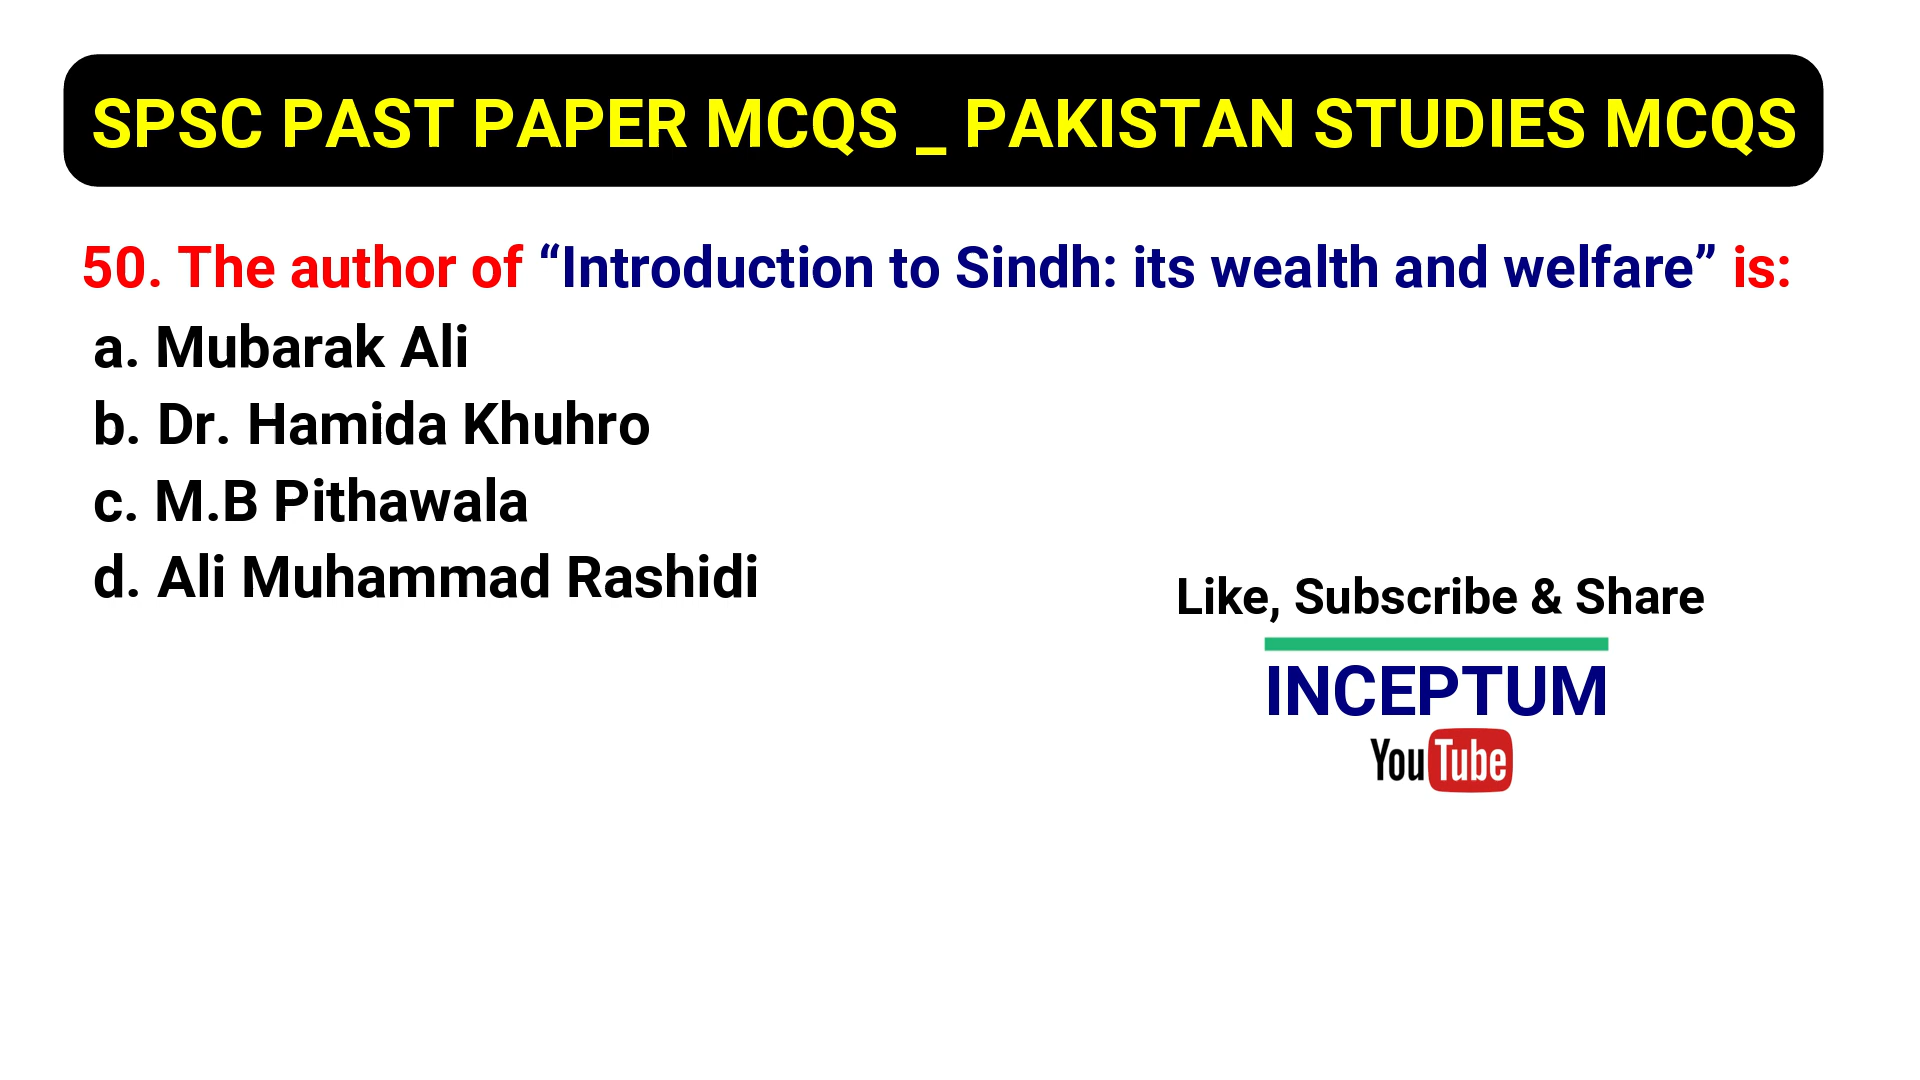 SPSC PAST PAPER MCQS _ PAKISTAN STUDIES MCQS
50. The author of “Introduction to Sindh: its wealth and welfare” is:
a. Mubarak Ali
b. Dr. Hamida Khuhro
c. M.B Pithawala
d. Ali Muhammad Rashidi
Like, Subscribe & Share
INCEPTUM
YouTube